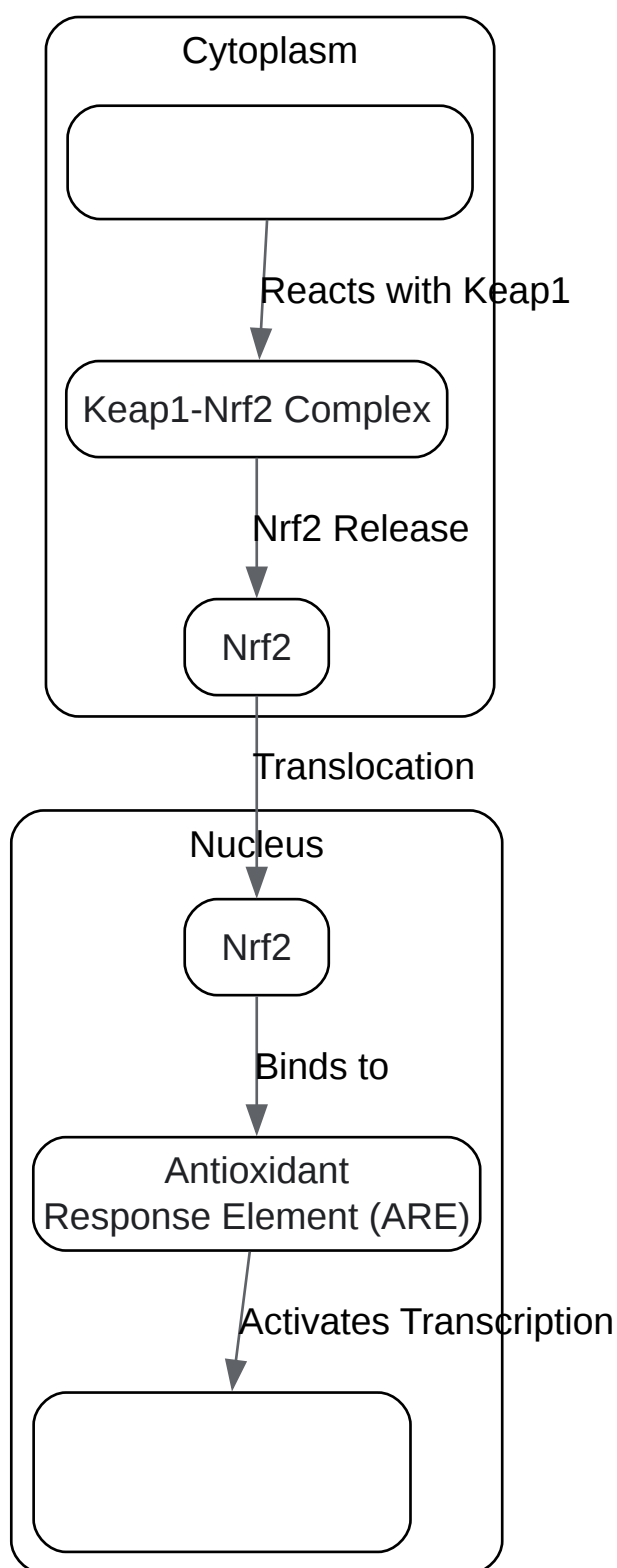 Cytoplasm
Reacts with Keap1
Keap1-Nrf2 Complex
Nrf2 Release
Nrf2
Translocation
Nucleus
Nrf2
Binds to
Antioxidant
Response Element (ARE)
Activates Transcription